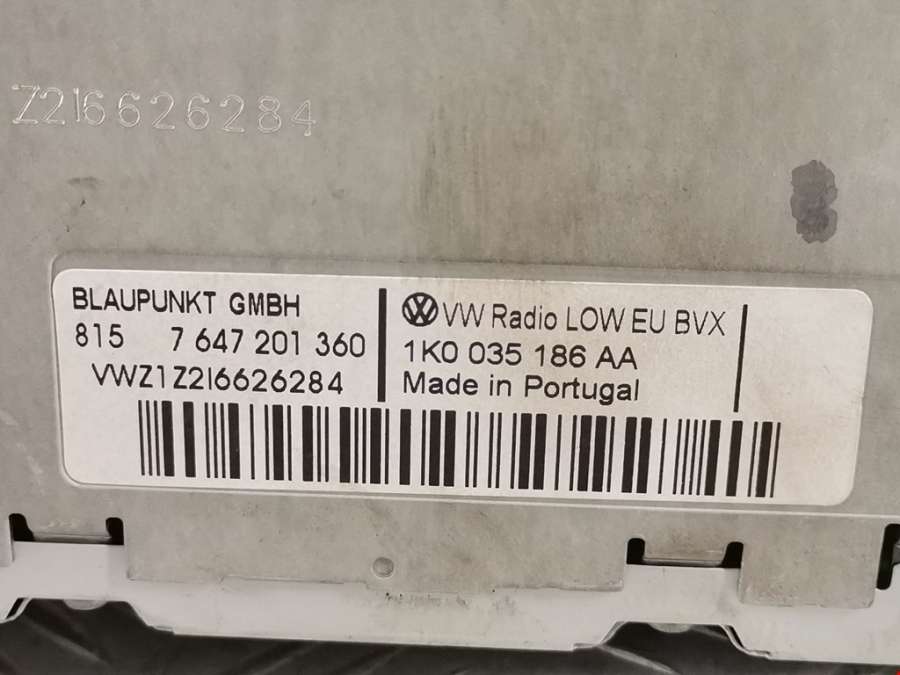 Z216626284
BLAUPUNKT GMBH
815 7 647 201 360
VWZ1Z2I6626284
VW Radio LOW EU BVX
1K0 035 186 AA
Made in Portugal